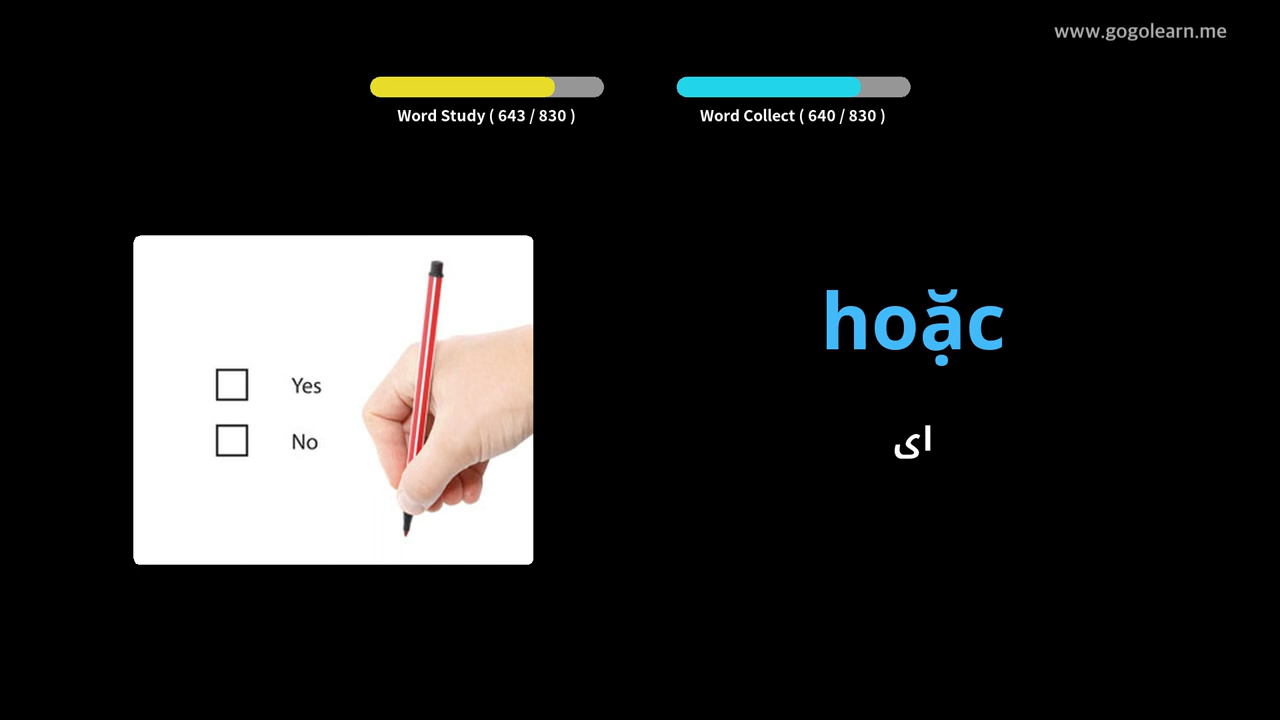 www.gogolearn.me
Word Study ( 643 / 830 )
Word Collect ( 640 / 830 )
Yes
No
hoặc
ای